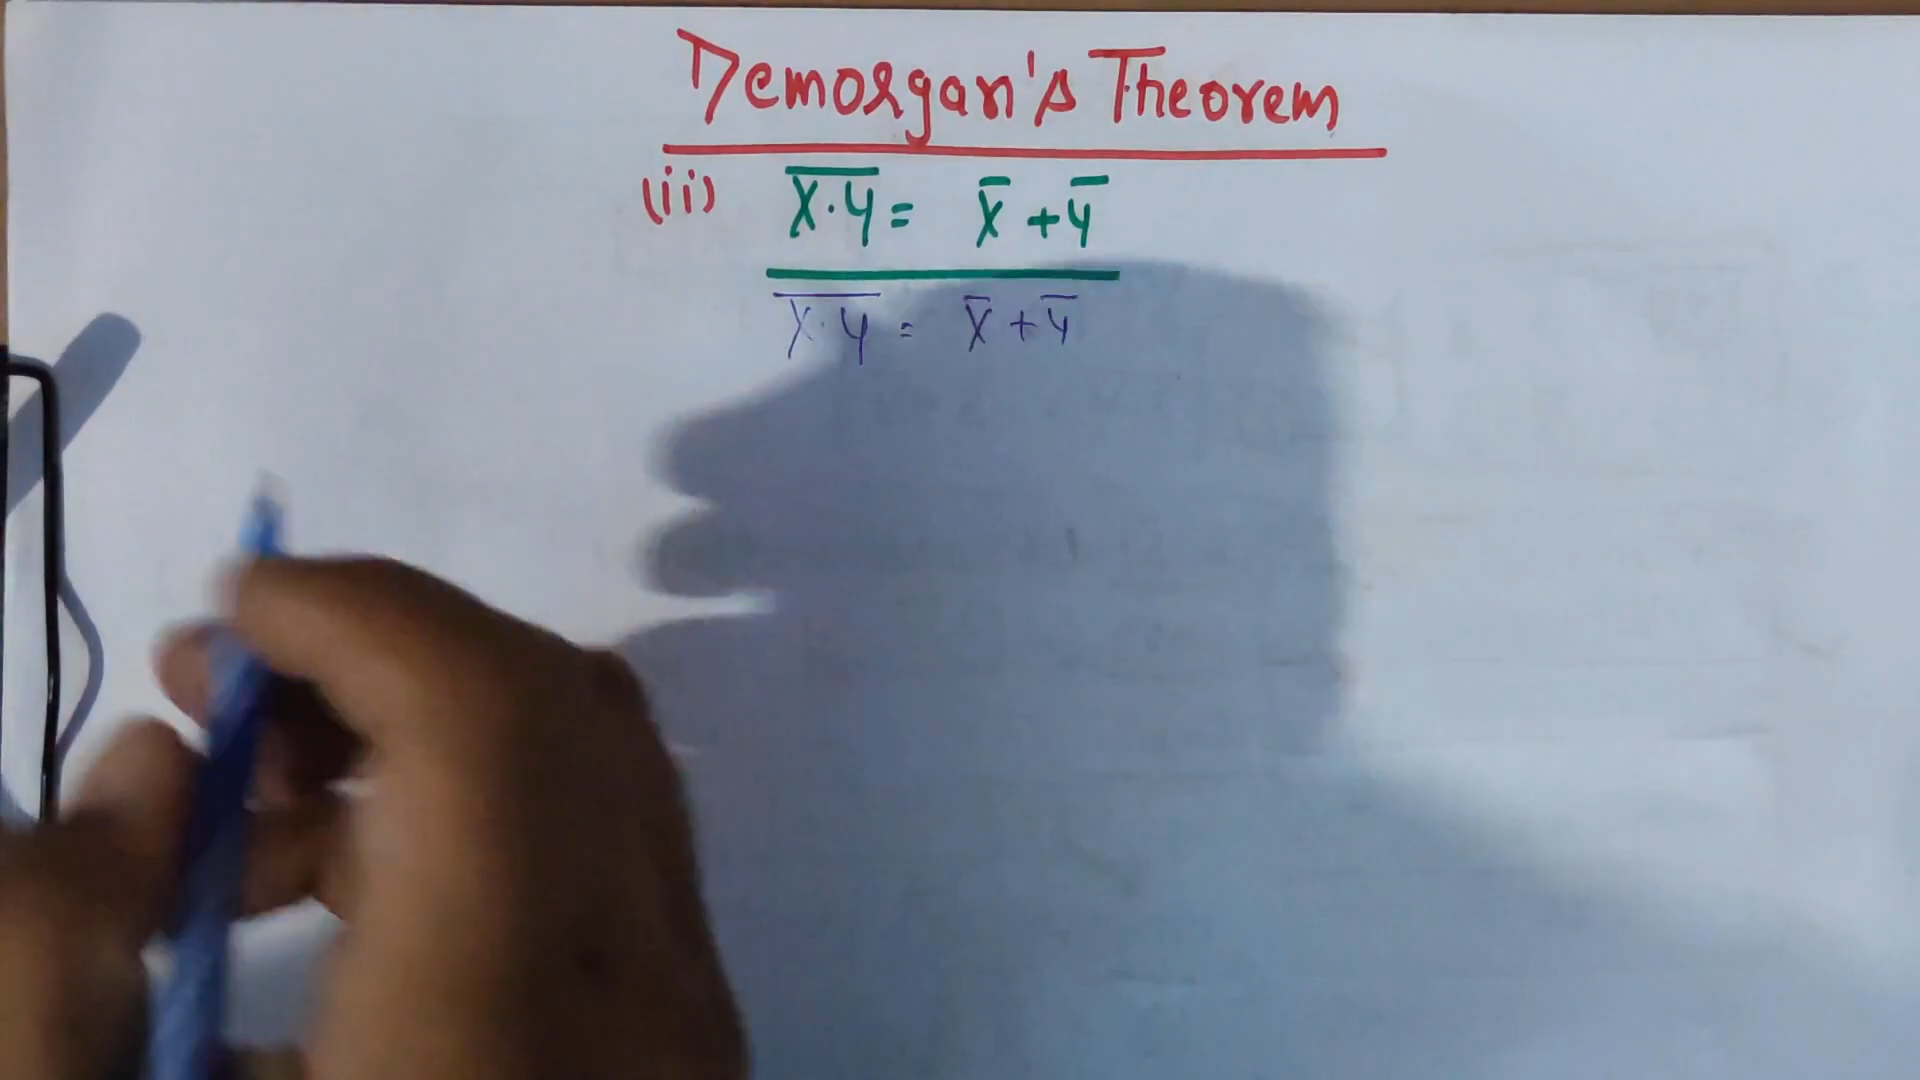 Demorgan's Theorem
(ii) X̅·̅Y̅ = X̅ + Y̅
X̅·̅Y̅ = X̅ + Y̅